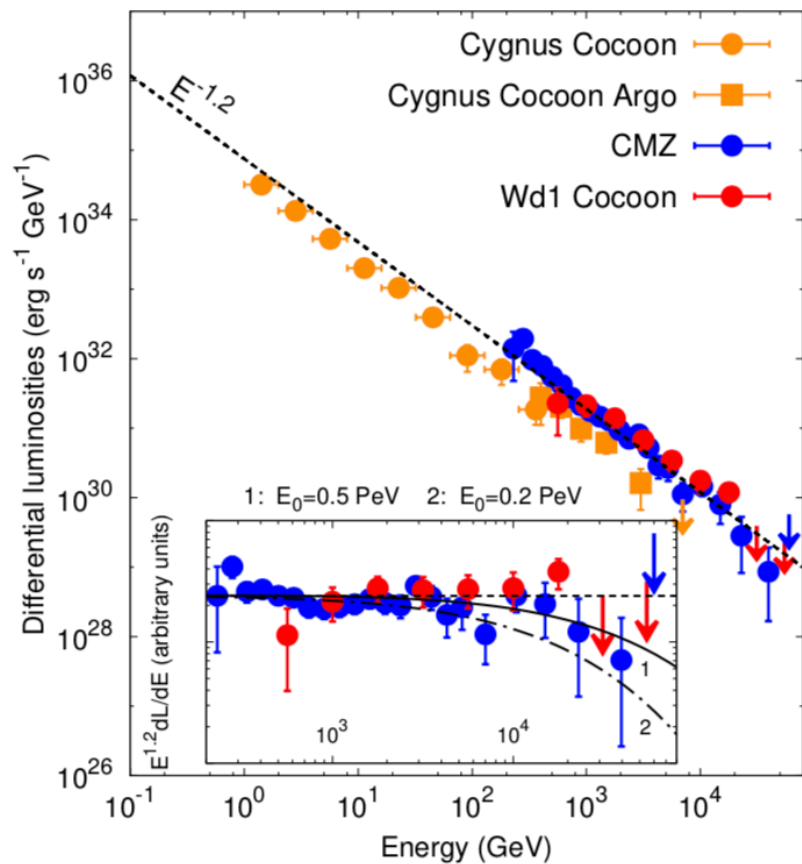 Cygnus Cocoon
Cygnus Cocoon Argo
CMZ
Wd1 Cocoon
E^-1.2
Differential luminosities (erg s^-1 GeV^-1)
10^36
10^34
10^32
10^30
10^28
10^26
1: E_0=0.5 PeV 2: E_0=0.2 PeV
E^1.2 dL/dE (arbitrary units)
1
2
10^3 10^4
10^-1 10^0 10^1 10^2 10^3 10^4
Energy (GeV)